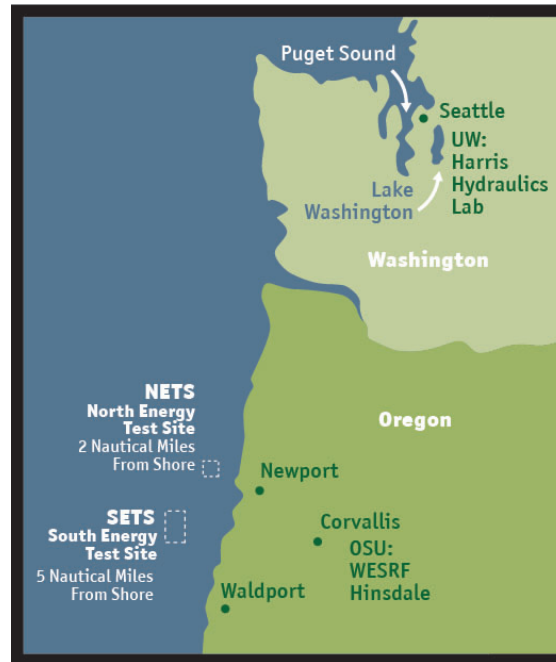 Puget Sound
Seattle
UW:
Harris
Hydraulics
Lab
Lake
Washington
Washington
NETS
North Energy
Test Site
2 Nautical Miles
From Shore
Oregon
Newport
SETS
South Energy
Test Site
5 Nautical Miles
From Shore
Corvallis
OSU:
WESRF
Hinsdale
Waldport